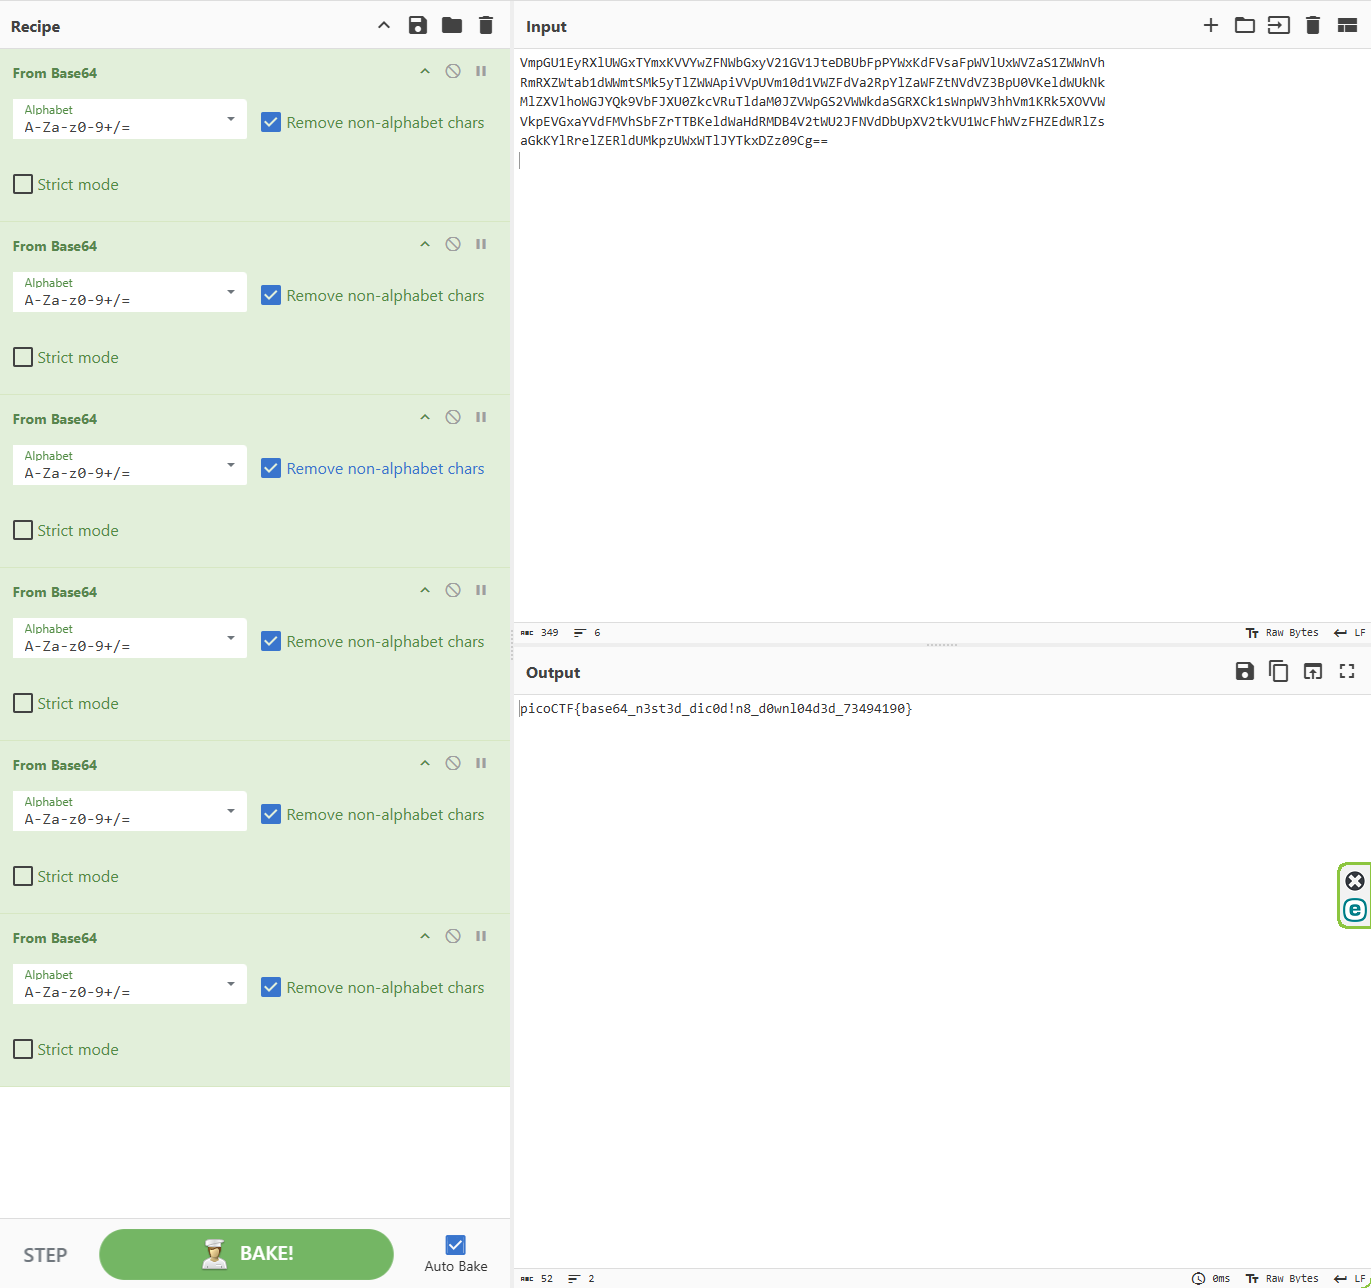 Recipe
From Base64
Alphabet
A-Za-z0-9+/=
Remove non-alphabet chars
Strict mode
From Base64
Alphabet
A-Za-z0-9+/=
Remove non-alphabet chars
Strict mode
From Base64
Alphabet
A-Za-z0-9+/=
Remove non-alphabet chars
Strict mode
From Base64
Alphabet
A-Za-z0-9+/=
Remove non-alphabet chars
Strict mode
From Base64
Alphabet
A-Za-z0-9+/=
Remove non-alphabet chars
Strict mode
From Base64
Alphabet
A-Za-z0-9+/=
Remove non-alphabet chars
Strict mode
STEP
BAKE!
Auto Bake
Input
VmpGU1EyRXlUWGxTYmxKVVYwZFNWbGxyV21GV1JteDBUbFpPYWxKdFVsaFpWVlUxWVZaS1ZWWnVh
RmRXZWtab1dWWmtSMk5yTlZWWApiVVpUVm10d1VWZFdVa2RpYlZaWFZtNVdVZ3BpU0VKeldWUkNk
MlZXVlhoWGJYQk9VbFJXU0ZkcVRuTldaM0JZVWpGS2VWWkdaSGRXCk1sWnpWV3hhVm1KRk5XOVVW
VkpEVGxaYVdFMVhSbFZrTTBKeldWaHdRMDB4V2tWU2JFNVdDbUpXV2tkVU1WcFhWVzFHZEdWRlZs
aGkKYlRrelZERldUMkpzUWxWTlJYTkxDZz09Cg==
ABC 349 6
Raw Bytes LF
Output
picoCTF{base64_n3st3d_dic0d!n8_d0wnl04d3d_73494190}
ABC 52 2
0ms Raw Bytes LF